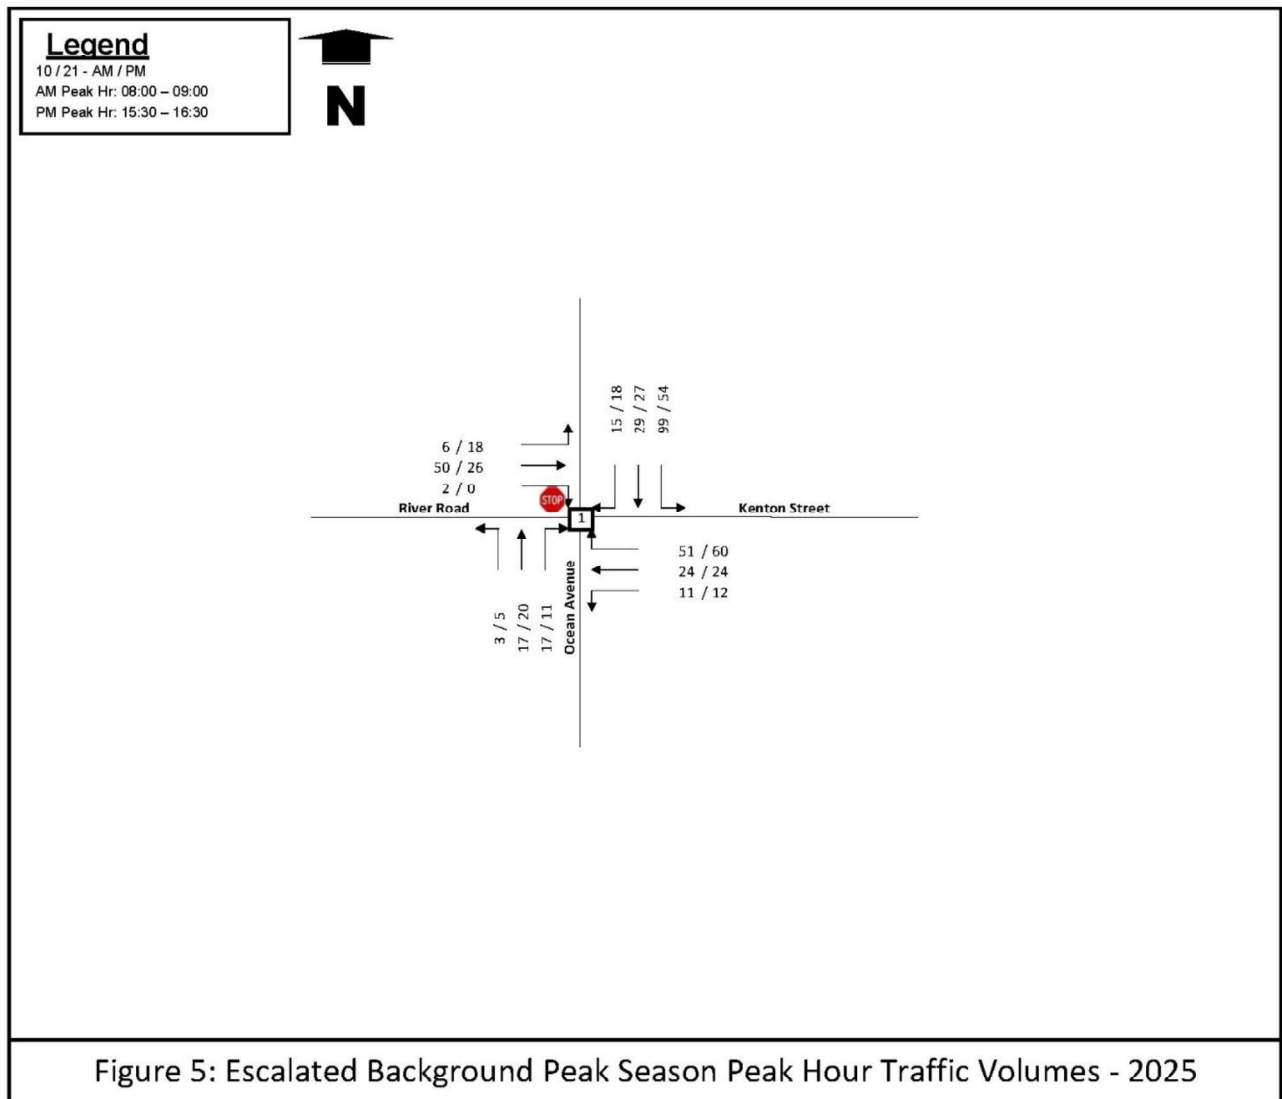 Legend
10 / 21 - AM / PM
AM Peak Hr: 08:00 – 09:00
PM Peak Hr: 15:30 – 16:30
N
15 / 18
29 / 27
99 / 54
6 / 18
50 / 26
2 / 0
STOP
River Road
1
Kenton Street
51 / 60
24 / 24
11 / 12
3 / 5
17 / 20
17 / 11
Ocean Avenue
Figure 5: Escalated Background Peak Season Peak Hour Traffic Volumes - 2025